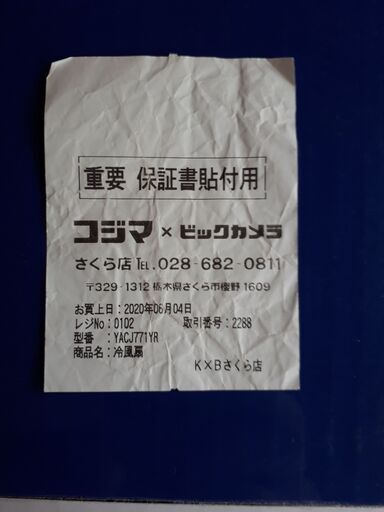 重要 保証書貼付用
コジマ×ビックカメラ
さくら店 TEL.028-682-0811
〒329-1312 栃木県さくら市櫻野1609
お買上日:2020年06月04日
レジNo:0102 取引番号:2288
型番 :YACJ771YR
商品名:冷風扇
K×Bさくら店